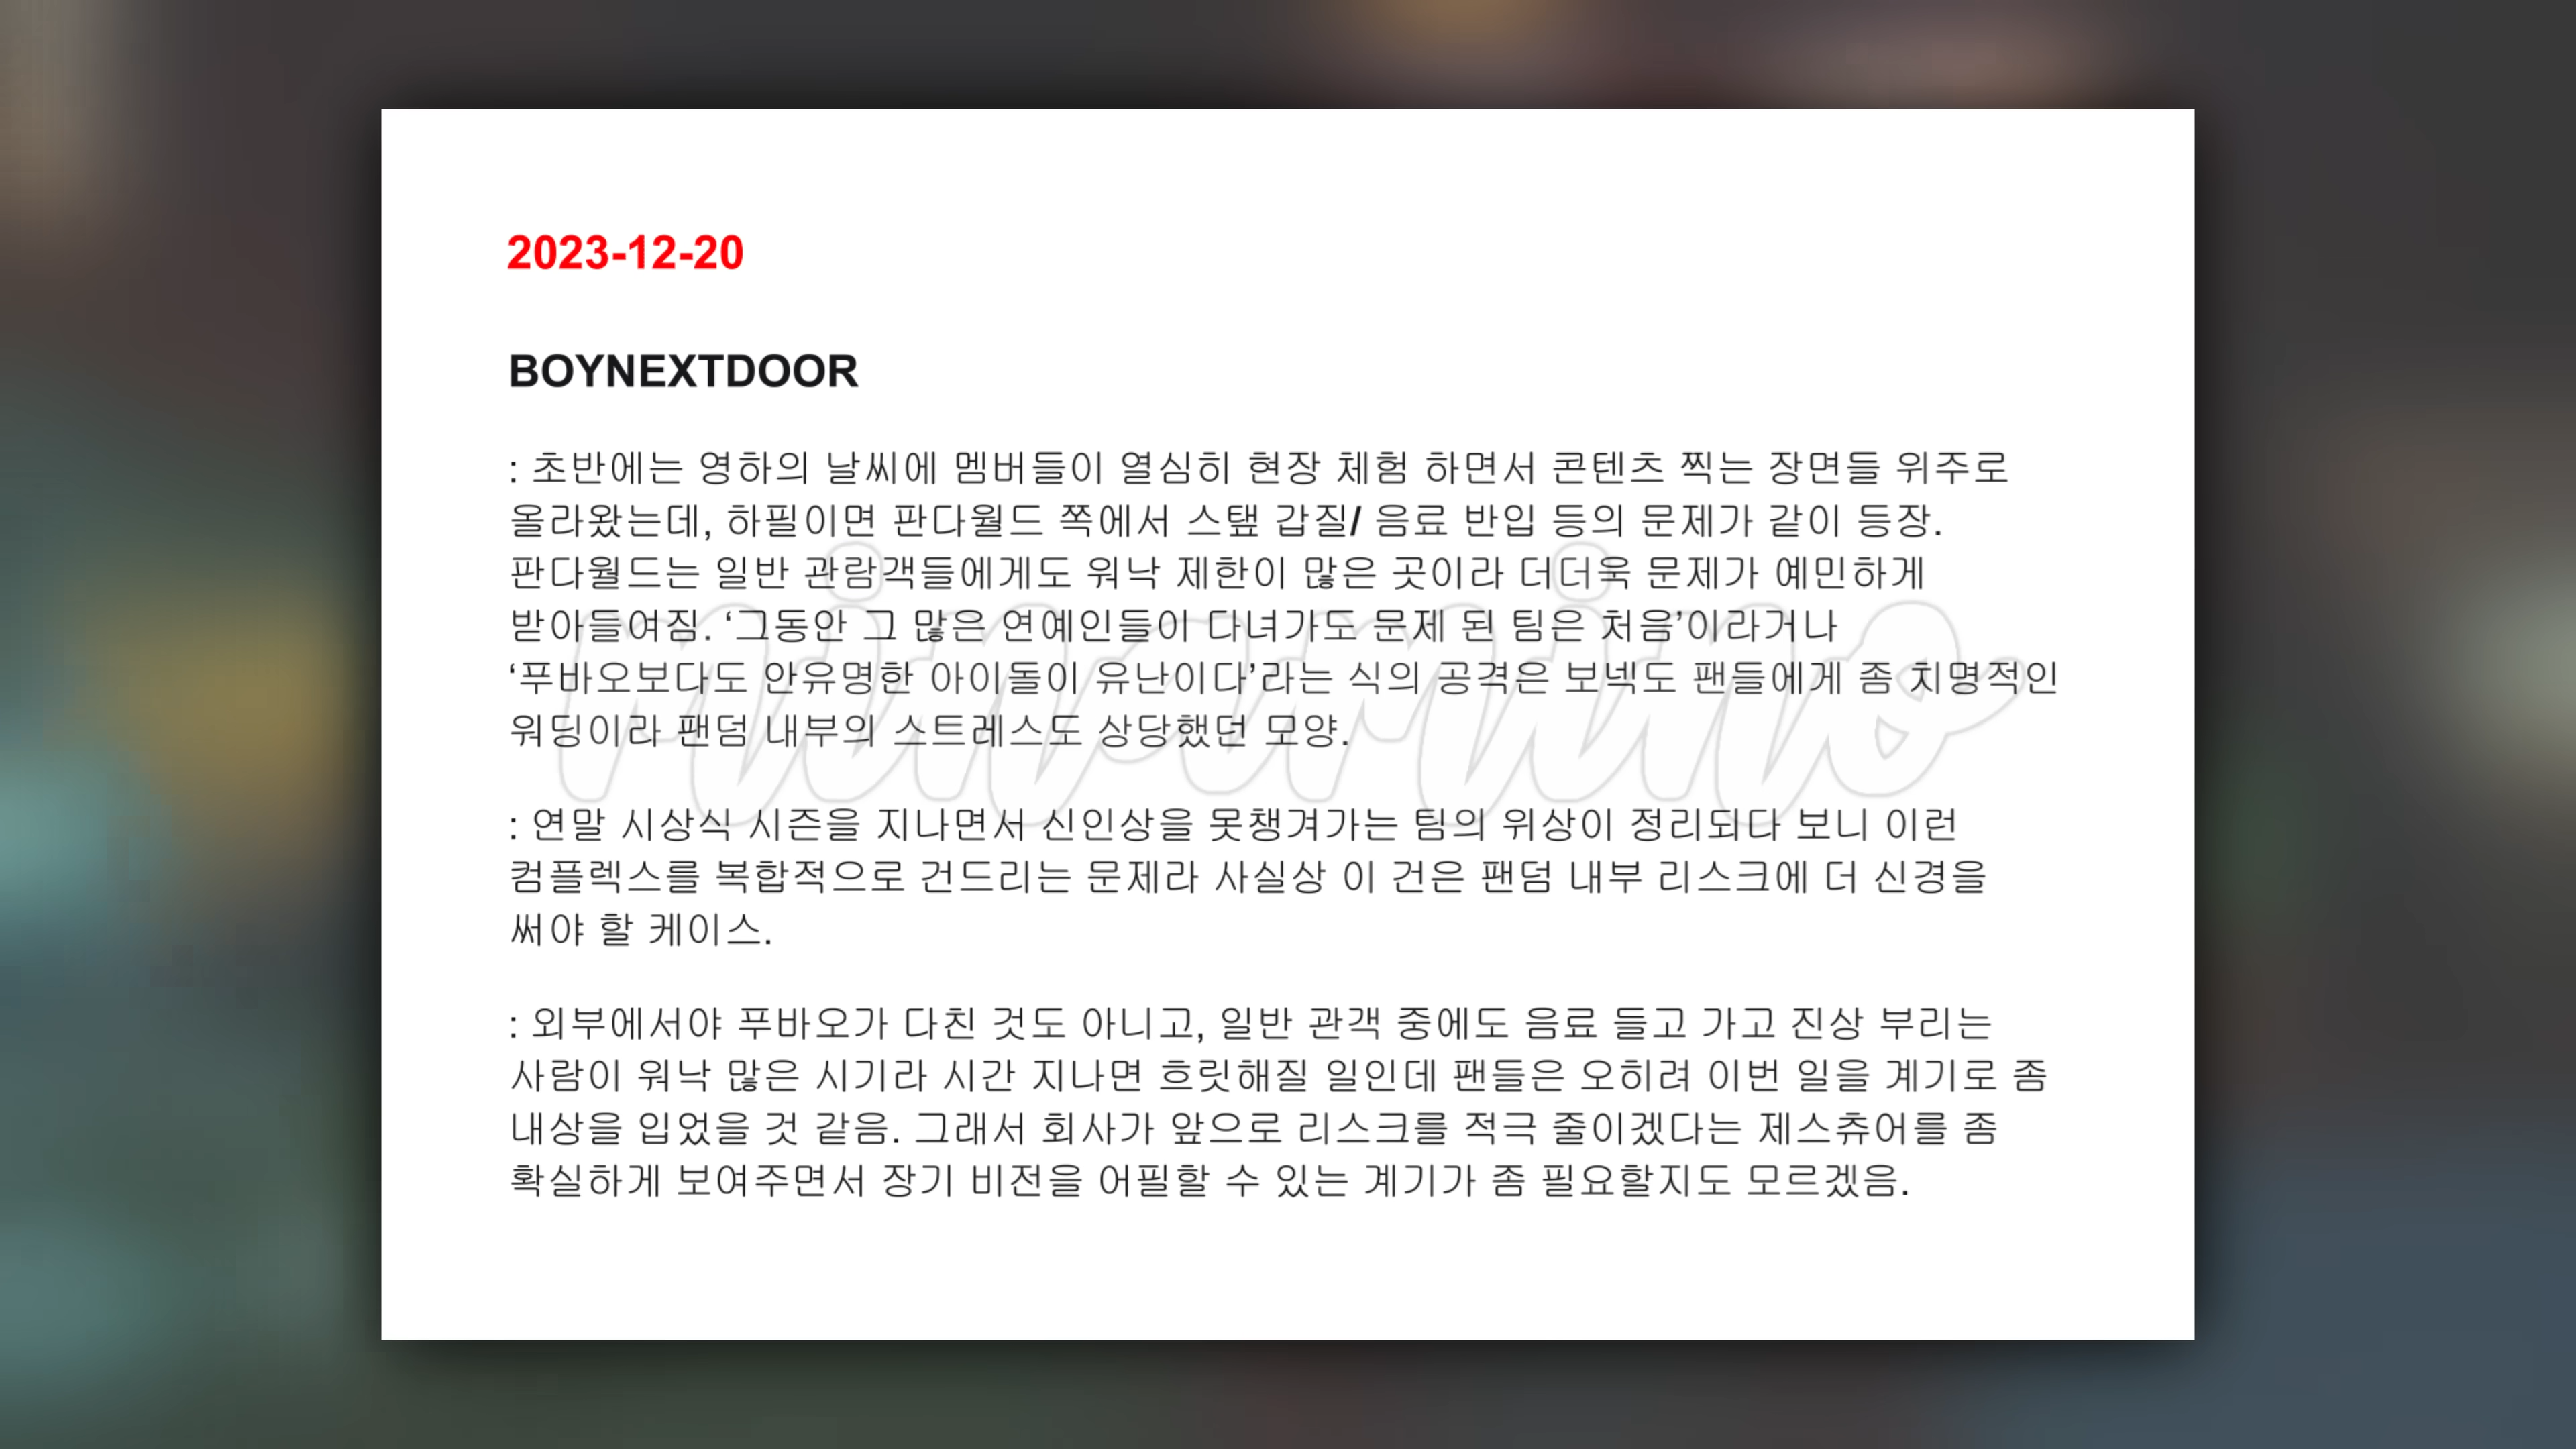 2023-12-20
BOYNEXTDOOR
: 초반에는 영하의 날씨에 멤버들이 열심히 현장 체험 하면서 콘텐츠 찍는 장면들 위주로
올라왔는데, 하필이면 판다월드 쪽에서 스탶 갑질/ 음료 반입 등의 문제가 같이 등장.
판다월드는 일반 관람객들에게도 워낙 제한이 많은 곳이라 더더욱 문제가 예민하게
받아들여짐. ‘그동안 그 많은 연예인들이 다녀가도 문제 된 팀은 처음’이라거나
‘푸바오보다도 안유명한 아이돌이 유난이다’라는 식의 공격은 보넥도 팬들에게 좀 치명적인
워딩이라 팬덤 내부의 스트레스도 상당했던 모양.
: 연말 시상식 시즌을 지나면서 신인상을 못챙겨가는 팀의 위상이 정리되다 보니 이런
컴플렉스를 복합적으로 건드리는 문제라 사실상 이 건은 팬덤 내부 리스크에 더 신경을
써야 할 케이스.
: 외부에서야 푸바오가 다친 것도 아니고, 일반 관객 중에도 음료 들고 가고 진상 부리는
사람이 워낙 많은 시기라 시간 지나면 흐릿해질 일인데 팬들은 오히려 이번 일을 계기로 좀
내상을 입었을 것 같음. 그래서 회사가 앞으로 리스크를 적극 줄이겠다는 제스츄어를 좀
확실하게 보여주면서 장기 비전을 어필할 수 있는 계기가 좀 필요할지도 모르겠음.